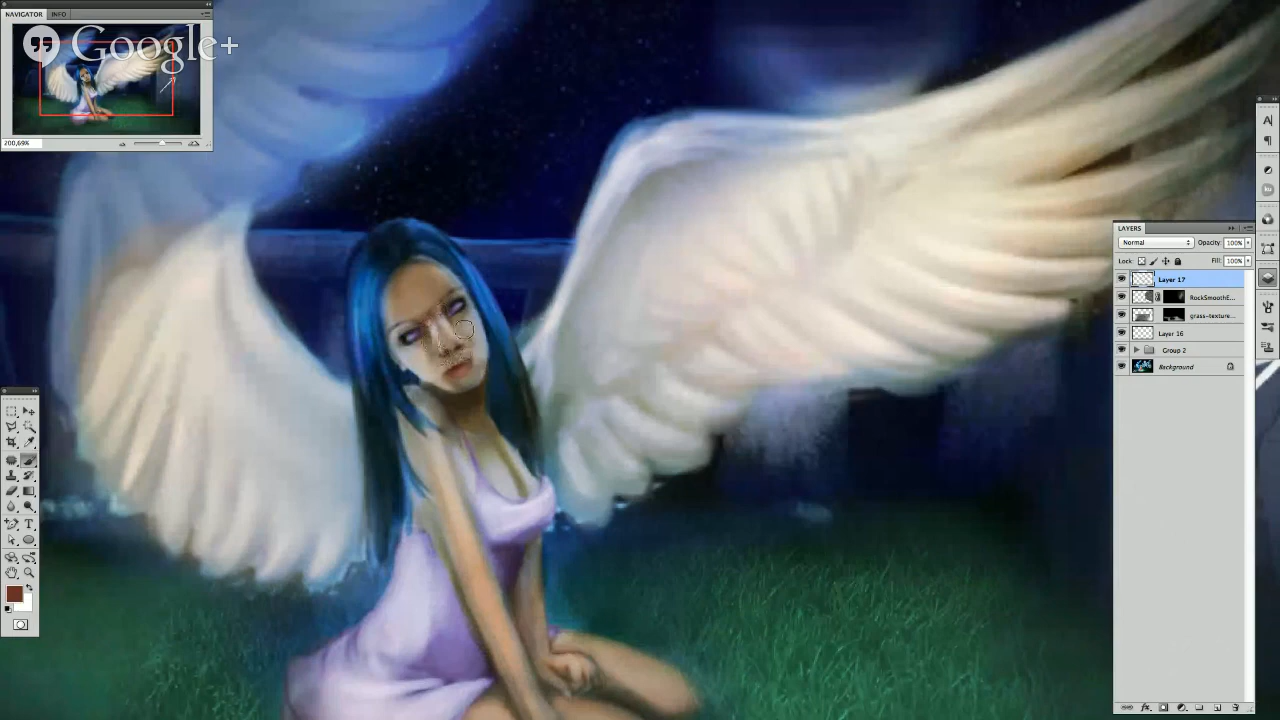 NAVIGATOR INFO
Google+
200,69%
A
LAYERS
Normal Opacity: 100%
Lock: Fill: 100%
Layer 17
RockSmoothE...
grass-texture...
Layer 16
Group 2
Background
T
fx